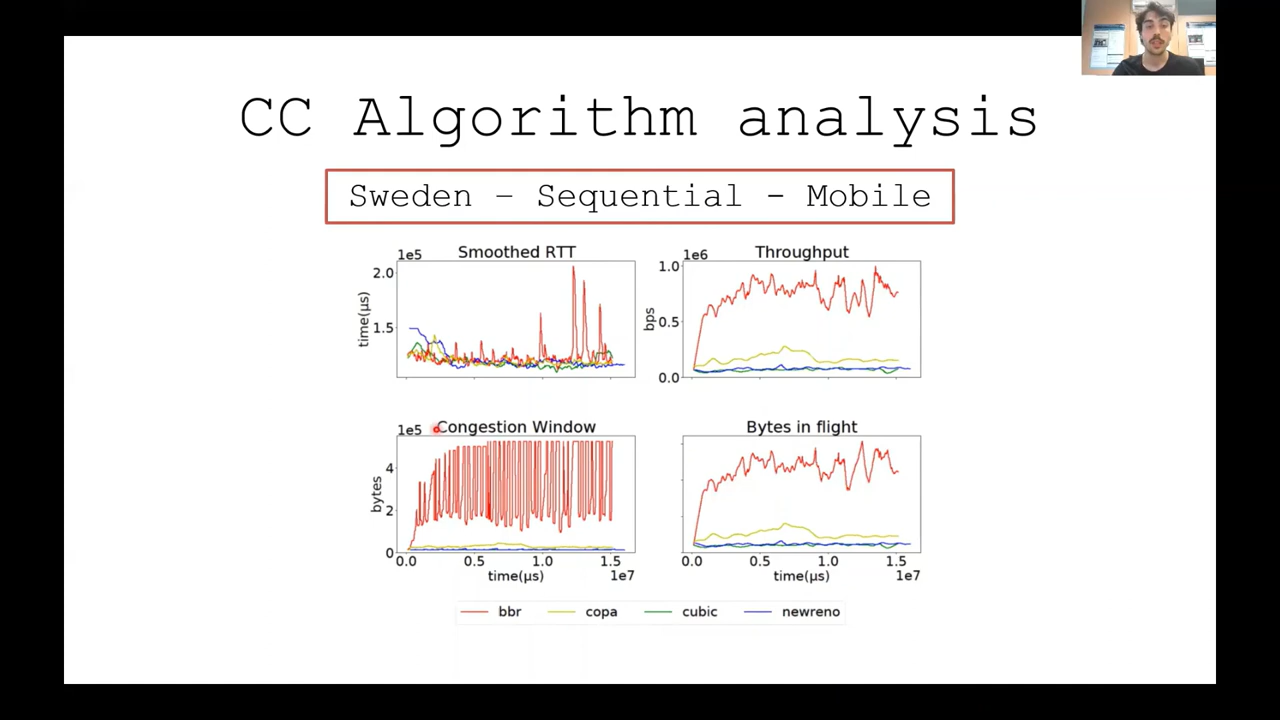 CC Algorithm analysis
Sweden – Sequential - Mobile
1e5
Smoothed RTT
2.0
1.5
time(µs)
1e6
Throughput
1.0
0.5
0.0
bps
1e5
Congestion Window
4
2
0
bytes
0.0
0.5
1.0
1.5
time(µs)
1e7
Bytes in flight
0.0
0.5
1.0
1.5
time(µs)
1e7
bbr
copa
cubic
newreno